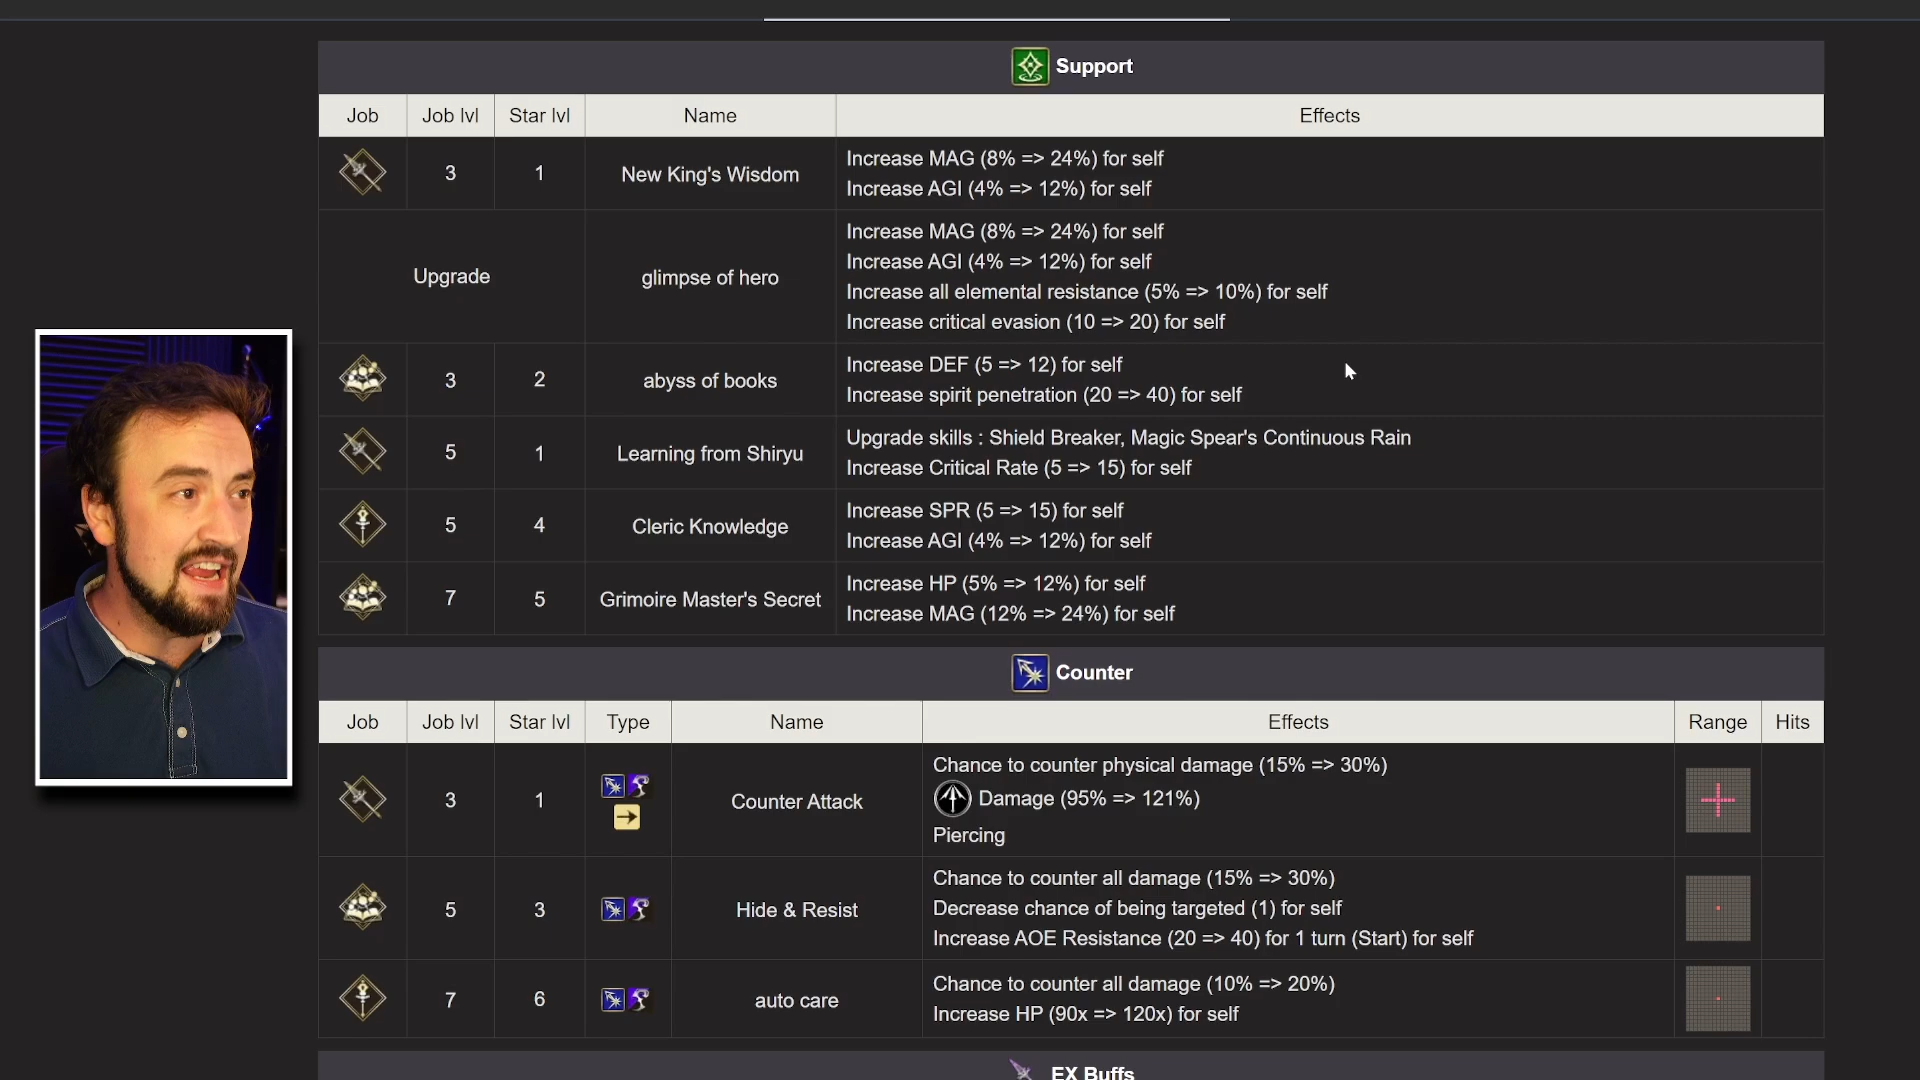 Support
Job Job lvl Star lvl Name Effects
3 1 New King's Wisdom
Increase MAG (8% => 24%) for self
Increase AGI (4% => 12%) for self
Upgrade glimpse of hero
Increase MAG (8% => 24%) for self
Increase AGI (4% => 12%) for self
Increase all elemental resistance (5% => 10%) for self
Increase critical evasion (10 => 20) for self
3 2 abyss of books
Increase DEF (5 => 12) for self
Increase spirit penetration (20 => 40) for self
5 1 Learning from Shiryu
Upgrade skills : Shield Breaker, Magic Spear's Continuous Rain
Increase Critical Rate (5 => 15) for self
5 4 Cleric Knowledge
Increase SPR (5 => 15) for self
Increase AGI (4% => 12%) for self
7 5 Grimoire Master's Secret
Increase HP (5% => 12%) for self
Increase MAG (12% => 24%) for self
Counter
Job Job lvl Star lvl Type Name Effects Range Hits
3 1 Counter Attack
Chance to counter physical damage (15% => 30%)
Damage (95% => 121%)
Piercing
5 3 Hide & Resist
Chance to counter all damage (15% => 30%)
Decrease chance of being targeted (1) for self
Increase AOE Resistance (20 => 40) for 1 turn (Start) for self
7 6 auto care
Chance to counter all damage (10% => 20%)
Increase HP (90x => 120x) for self
EX Buffs